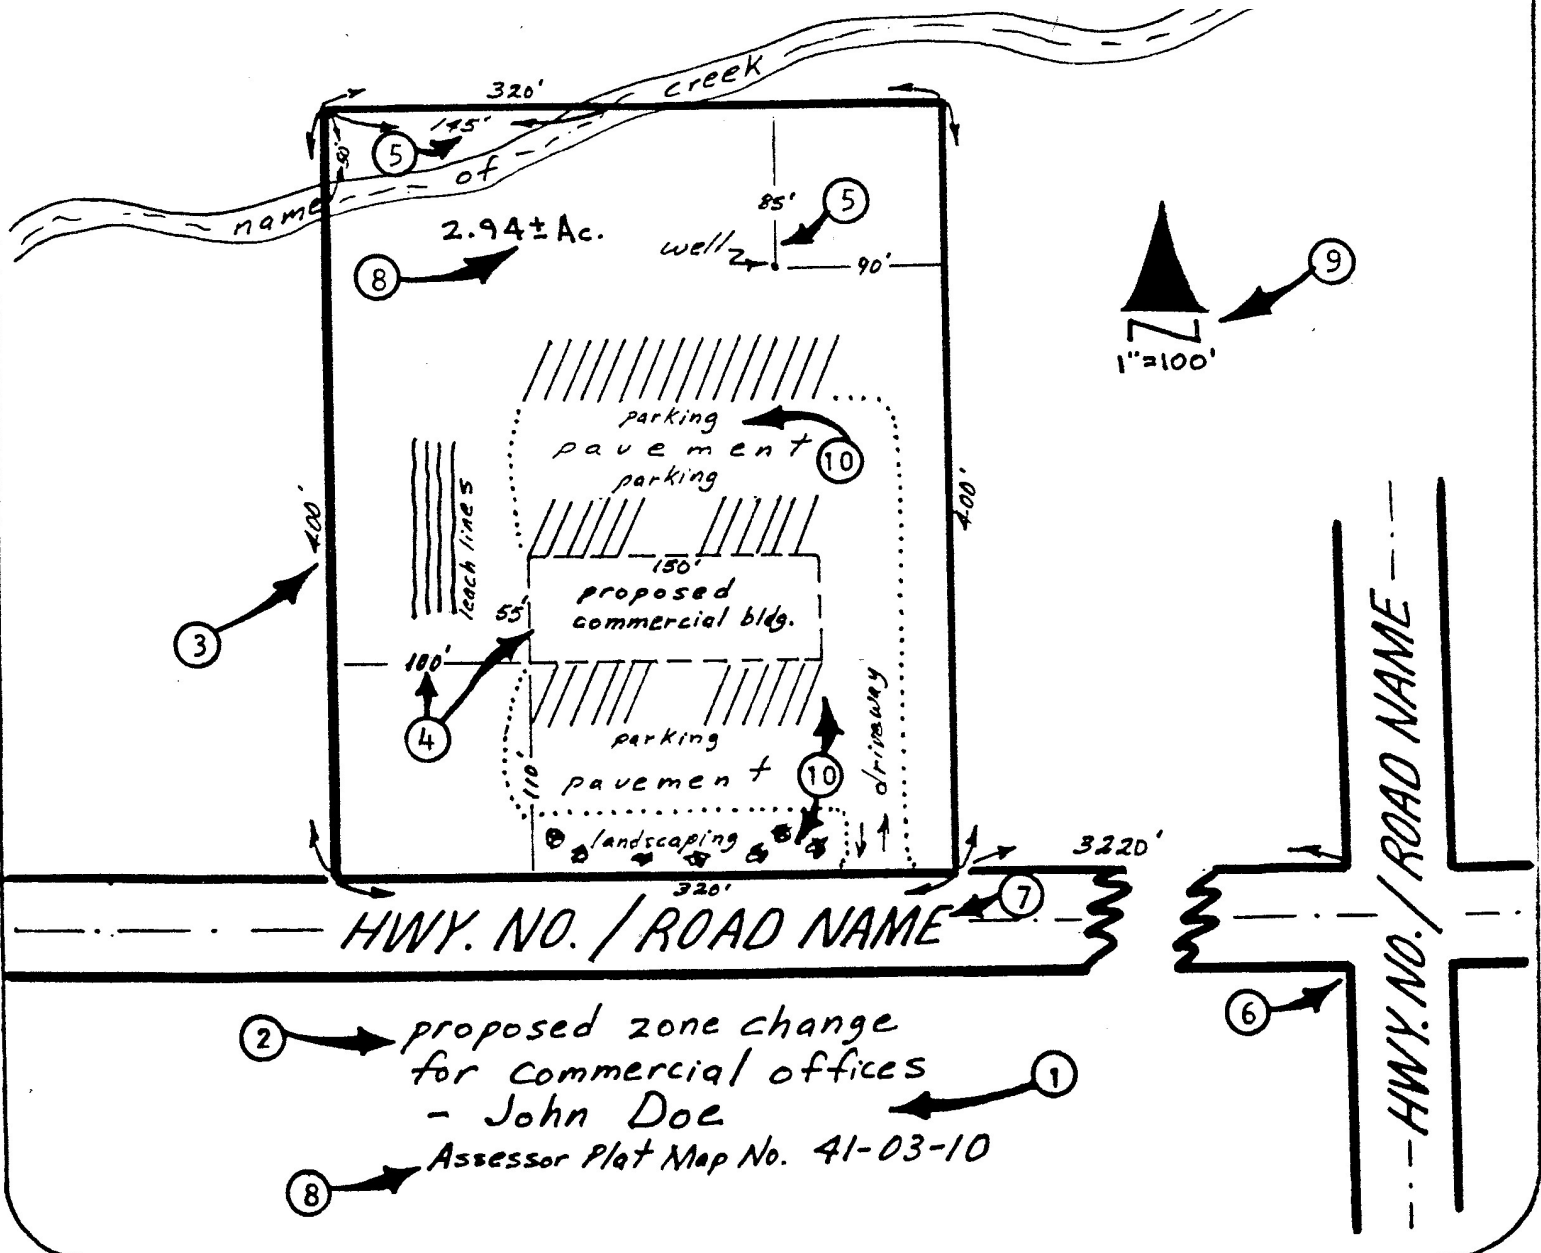 320'
creek
145'
5
50'
of
name
85'
5
2.94± Ac.
well
90'
8
9
N
1"=100'
parking
pavement
10
parking
leach lines
400'
400'
150'
proposed
commercial bldg.
55'
3
100'
4
driveway
parking
110'
pavement
10
landscaping
3220'
320'
7
HWY. NO. / ROAD NAME
HWY. NO. / ROAD NAME
6
2
proposed zone change
for commercial offices
- John Doe
1
Assessor Plat Map No. 41-03-10
8